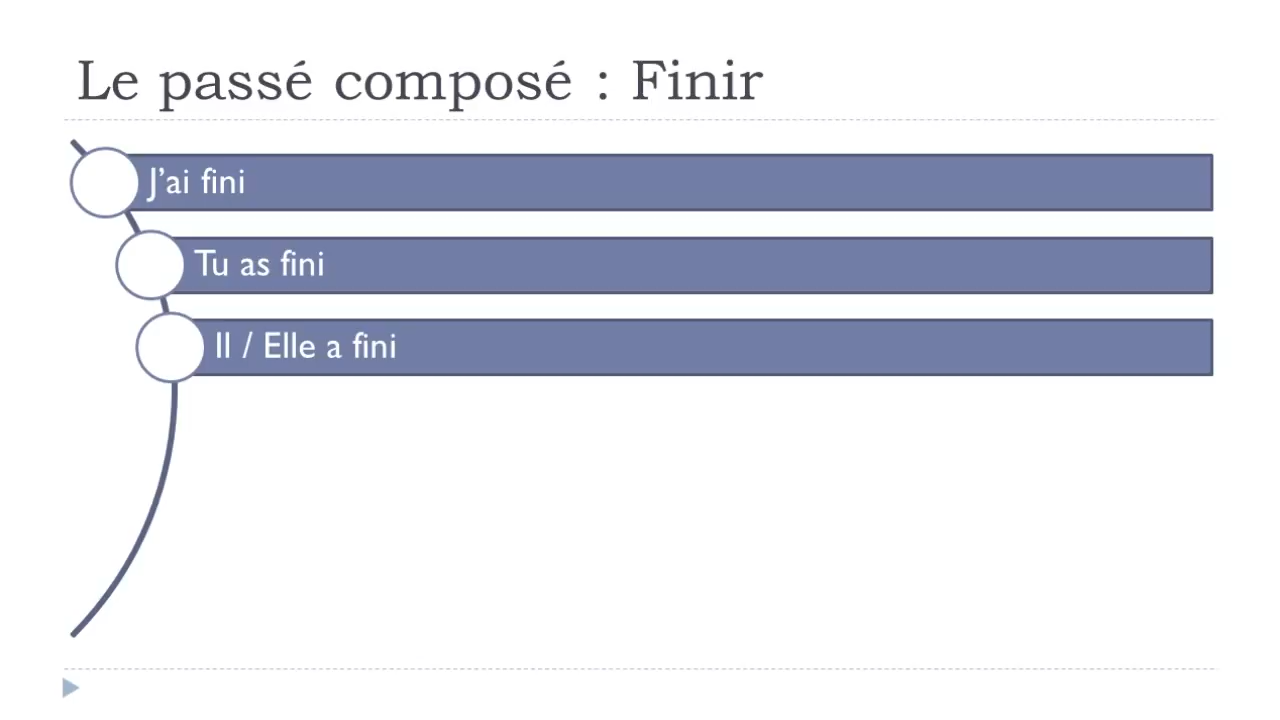 Le passé composé : Finir
J’ai fini
Tu as fini
Il / Elle a fini